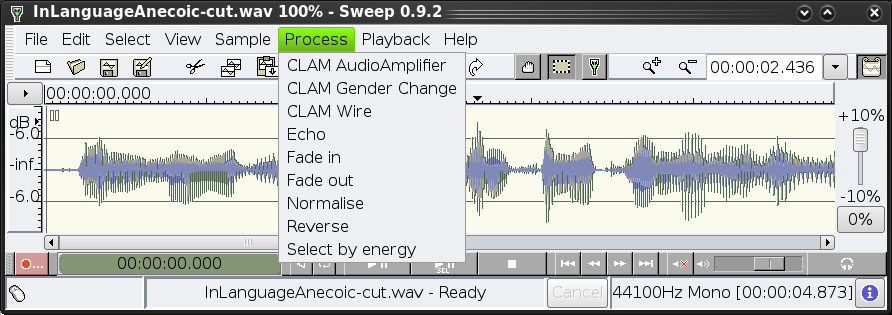 InLanguageAnecoic-cut.wav 100% - Sweep 0.9.2
File Edit Select View Sample Process Playback Help
CLAM AudioAmplifier
CLAM Gender Change
CLAM Wire
Echo
Fade in
Fade out
Normalise
Reverse
Select by energy
00:00:02.436
00:00:00.000
dB
-6.0
-inf.
-6.0
+10%
-10%
0%
00:00:00.000
SEL
InLanguageAnecoic-cut.wav - Ready
Cancel
44100Hz Mono [00:00:04.873]